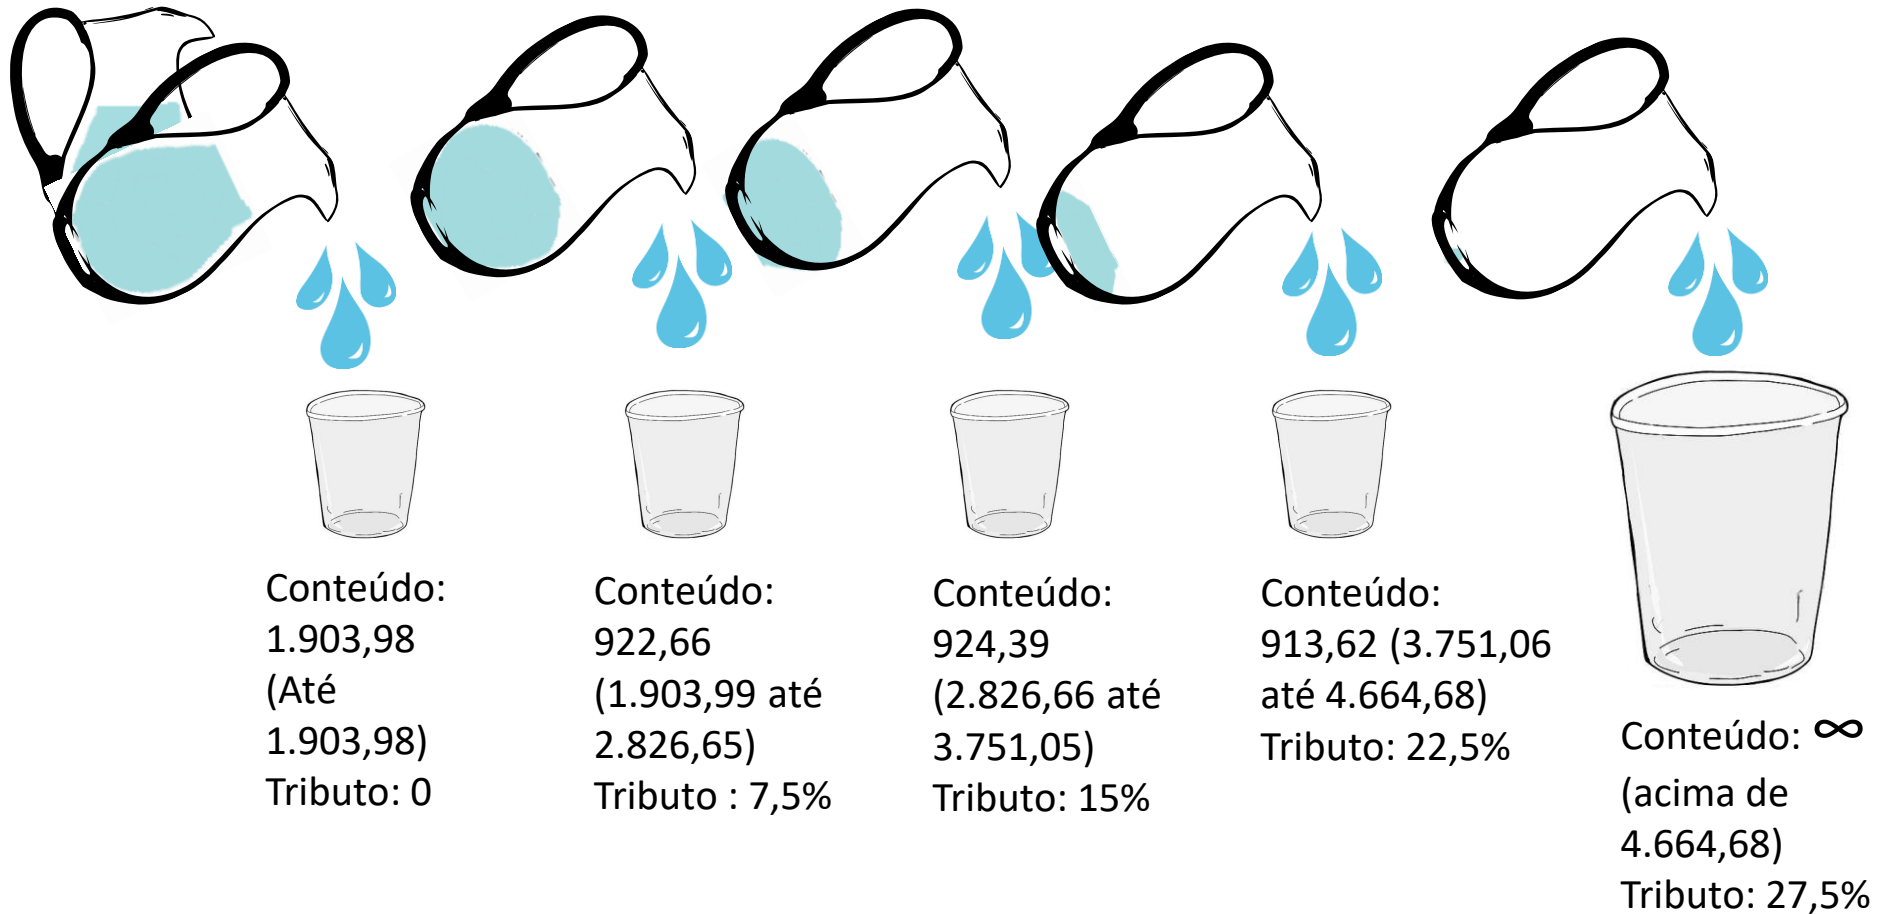 Conteúdo:
1.903,98
(Até
1.903,98)
Tributo: 0
Conteúdo:
922,66
(1.903,99 até
2.826,65)
Tributo : 7,5%
Conteúdo:
924,39
(2.826,66 até
3.751,05)
Tributo: 15%
Conteúdo:
913,62 (3.751,06
até 4.664,68)
Tributo: 22,5%
Conteúdo: ∞
(acima de
4.664,68)
Tributo: 27,5%